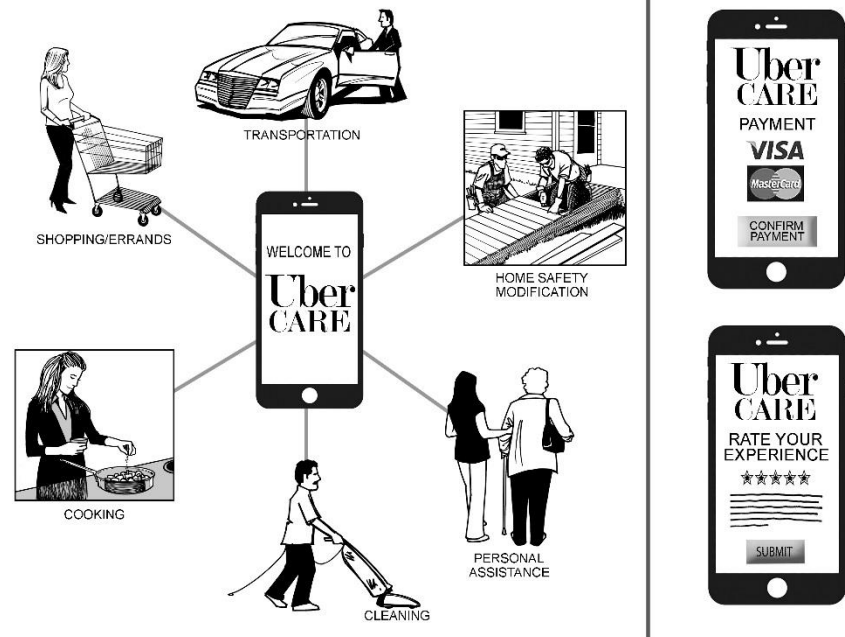 TRANSPORTATION
SHOPPING/ERRANDS
WELCOME TO
Uber
CARE
HOME SAFETY
MODIFICATION
COOKING
PERSONAL
ASSISTANCE
CLEANING
Uber
CARE
PAYMENT
VISA
MasterCard
CONFIRM
PAYMENT
Uber
CARE
RATE YOUR
EXPERIENCE
SUBMIT